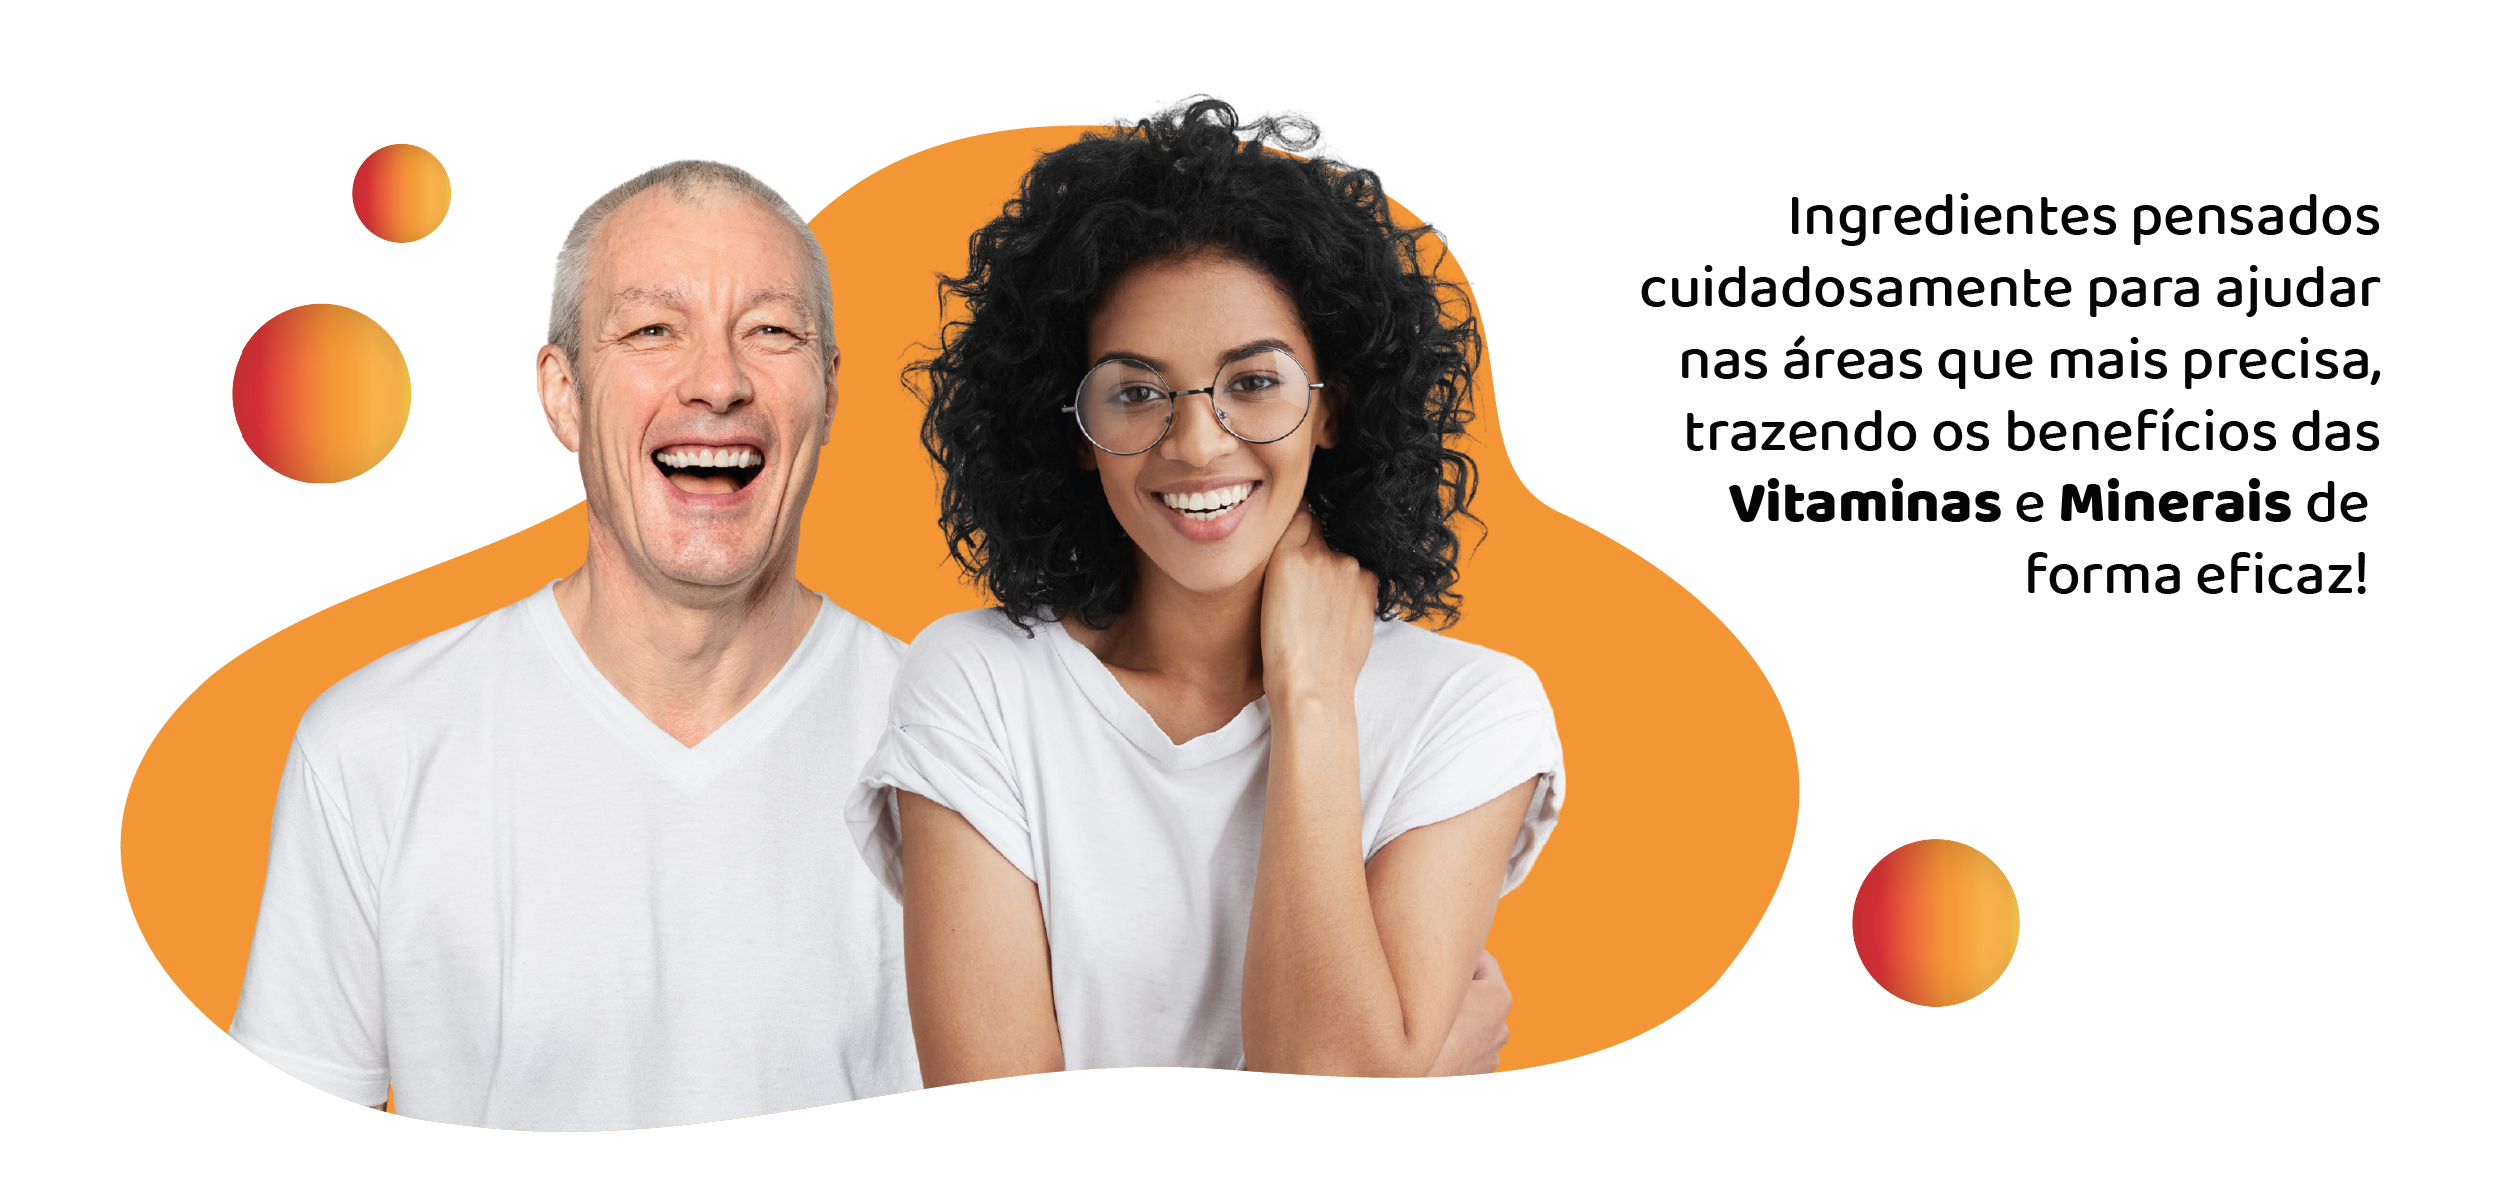 Ingredientes pensados
cuidadosamente para ajudar
nas áreas que mais precisa,
trazendo os benefícios das
Vitaminas e Minerais de
forma eficaz!